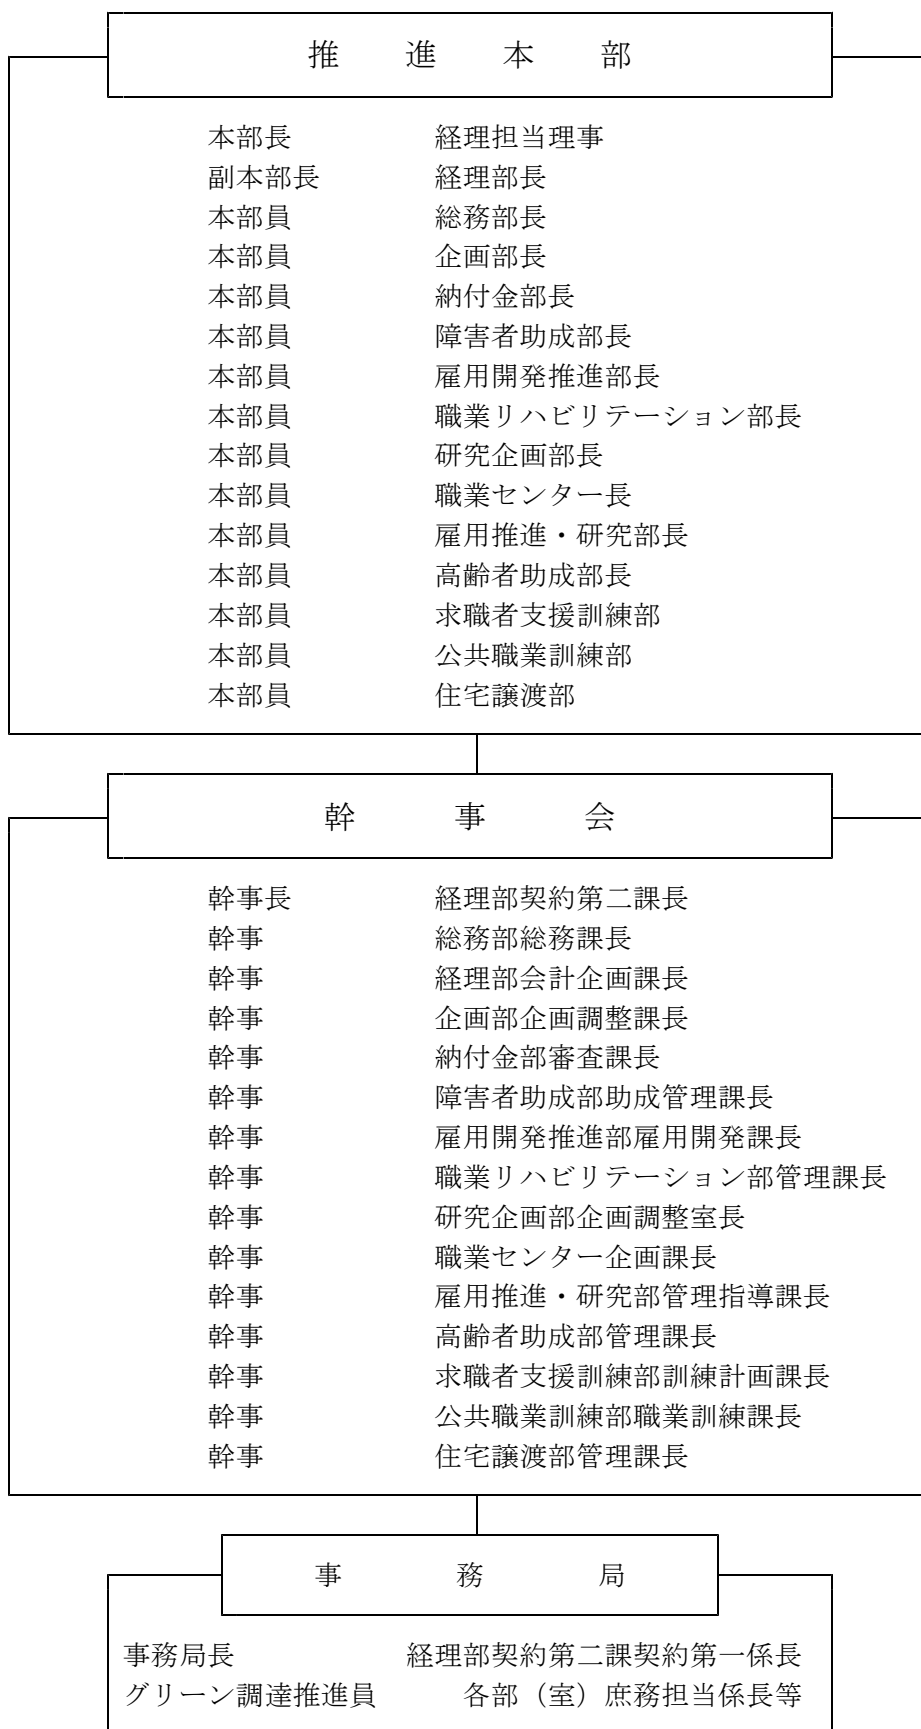 推　進　本　部
本部長　経理担当理事
副本部長　経理部長
本部員　総務部長
本部員　企画部長
本部員　納付金部長
本部員　障害者助成部長
本部員　雇用開発推進部長
本部員　職業リハビリテーション部長
本部員　研究企画部長
本部員　職業センター長
本部員　雇用推進・研究部長
本部員　高齢者助成部長
本部員　求職者支援訓練部
本部員　公共職業訓練部
本部員　住宅譲渡部
幹　事　会
幹事長　経理部契約第二課長
幹事　総務部総務課長
幹事　経理部会計企画課長
幹事　企画部企画調整課長
幹事　納付金部審査課長
幹事　障害者助成部助成管理課長
幹事　雇用開発推進部雇用開発課長
幹事　職業リハビリテーション部管理課長
幹事　研究企画部企画調整室長
幹事　職業センター企画課長
幹事　雇用推進・研究部管理指導課長
幹事　高齢者助成部管理課長
幹事　求職者支援訓練部訓練計画課長
幹事　公共職業訓練部職業訓練課長
幹事　住宅譲渡部管理課長
事　務　局
事務局長　経理部契約第二課契約第一係長
グリーン調達推進員　各部（室）庶務担当係長等